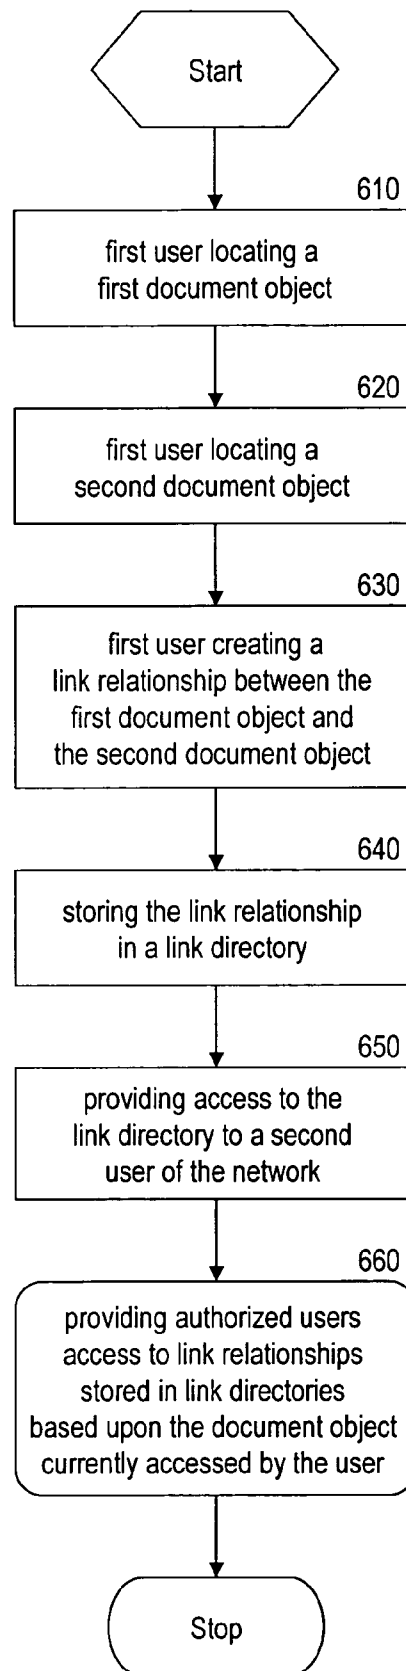 Start
610
first user locating a
first document object
620
first user locating a
second document object
630
first user creating a
link relationship between the
first document object and
the second document object
640
storing the link relationship
in a link directory
650
providing access to the
link directory to a second
user of the network
660
providing authorized users
access to link relationships
stored in link directories
based upon the document object
currently accessed by the user
Stop